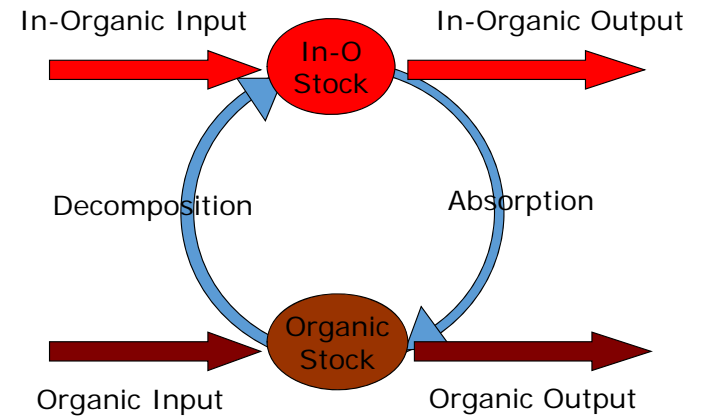 In-Organic Input
In-Organic Output
In-O
Stock
Decomposition
Absorption
Organic
Stock
Organic Input
Organic Output